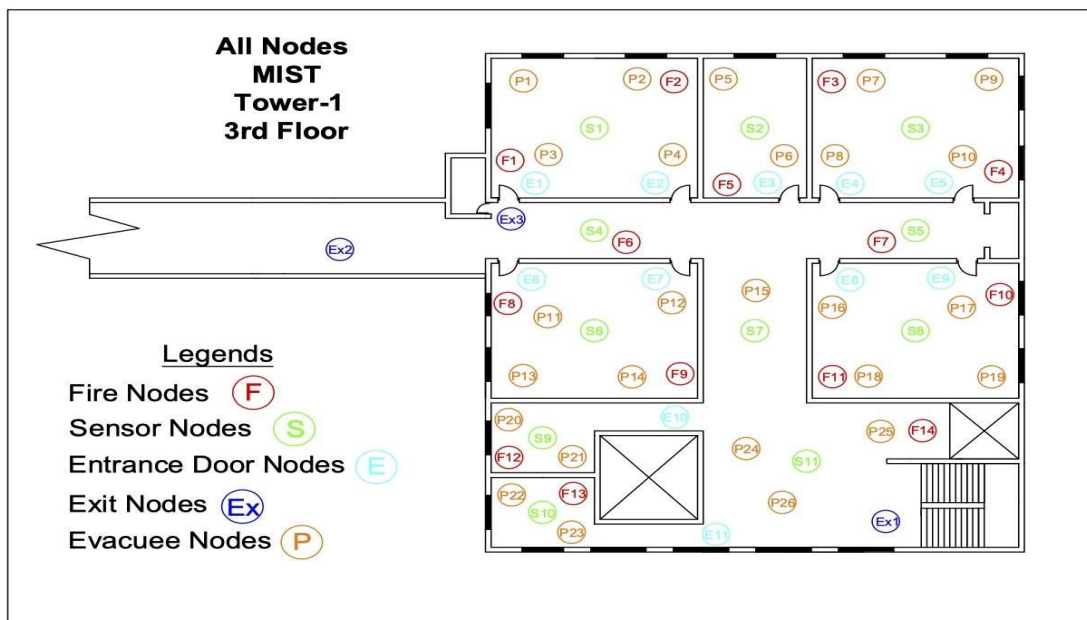 All Nodes
MIST
Tower-1
3rd Floor
P1 P2 F2 P5 F3 P7 P9
S1 S2 S3
F1 P3 P4 P6 P8 P10
E1 E2 F5 E3 E4 E5 F4
Ex3
Ex2 S4 F6 F7 S5
E6 E7 P15 E8 E9
F8 P11 P12 P16 P17 F10
S6 S7 S8
P13 P14 F9 F11 P18 P19
P20 E10 P25 F14
S9 P24
F12 P21 S11
P22 F13 P26
S10 Ex1
P23 E11
Legends
Fire Nodes F
Sensor Nodes S
Entrance Door Nodes E
Exit Nodes Ex
Evacuee Nodes P